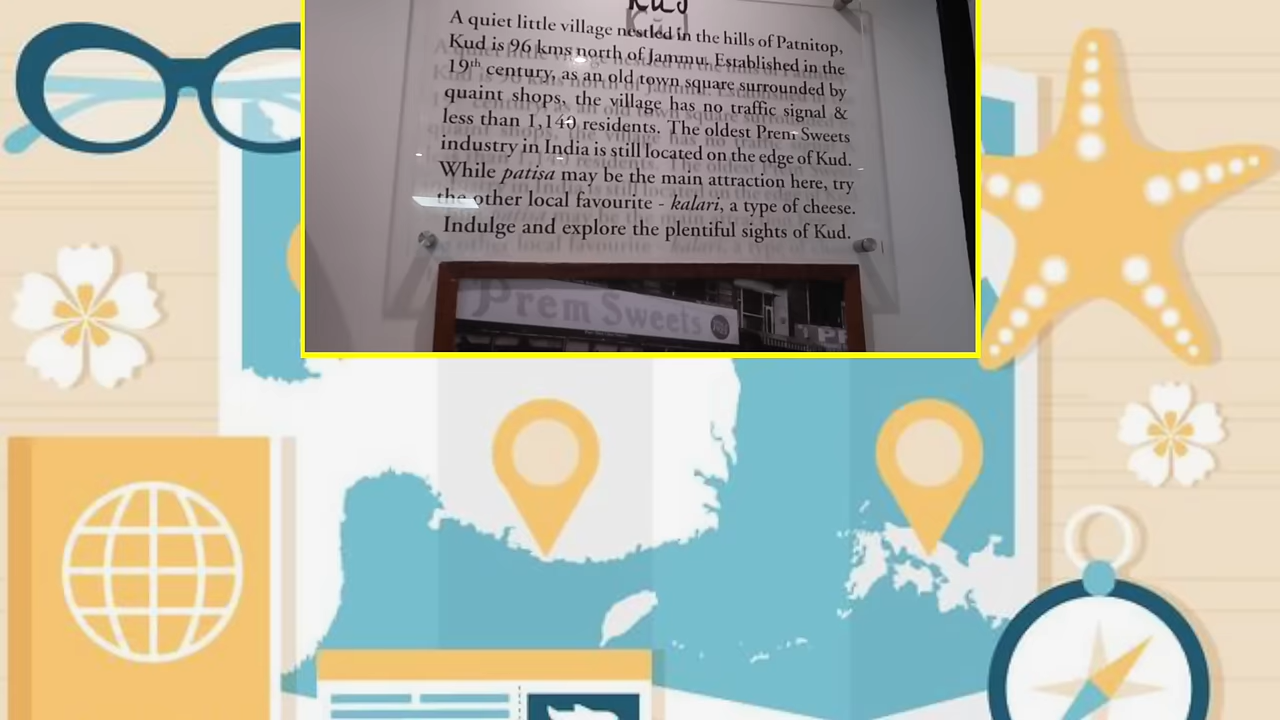 Kud
A quiet little village nestled in the hills of Patnitop,
Kud is 96 kms north of Jammu. Established in the
19th century, as an old town square surrounded by
quaint shops, the village has no traffic signal &
less than 1,140 residents. The oldest Prem Sweets
industry in India is still located on the edge of Kud.
While patisa may be the main attraction here, try
the other local favourite - kalari, a type of cheese.
Indulge and explore the plentiful sights of Kud.
Prem Sweets